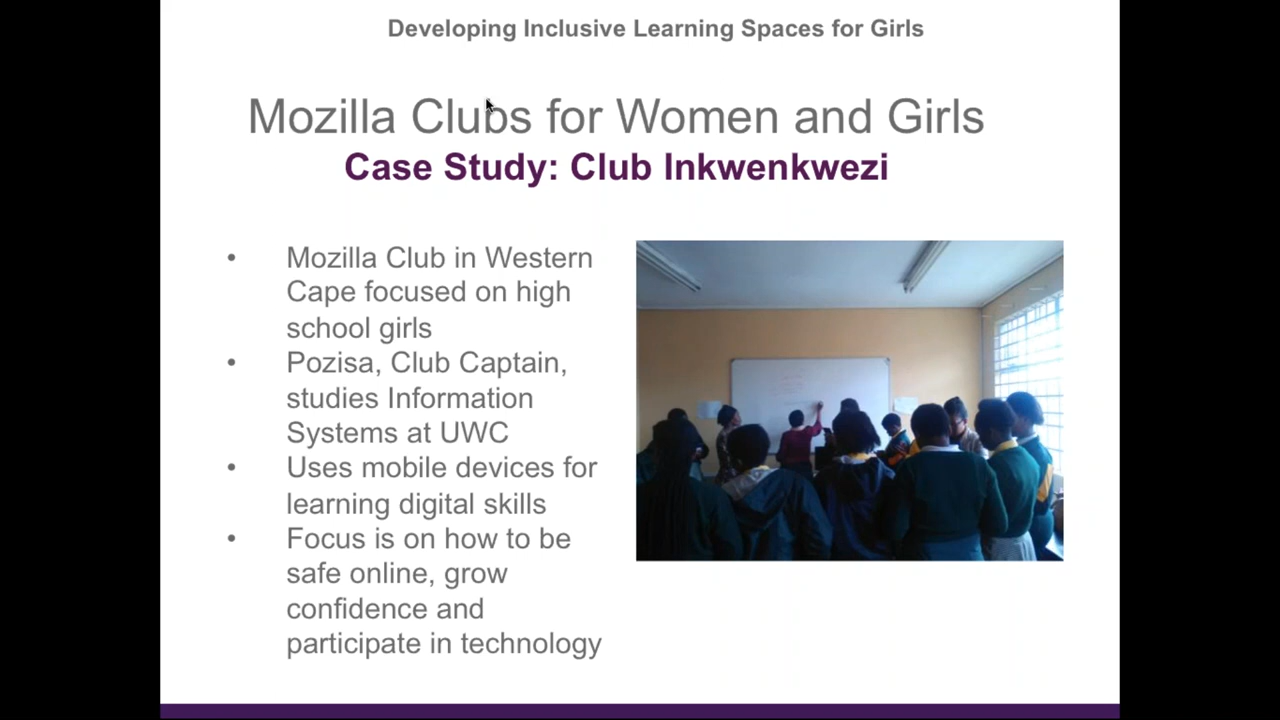 Developing Inclusive Learning Spaces for Girls
Mozilla Clubs for Women and Girls
Case Study: Club Inkwenkwezi
• Mozilla Club in Western
Cape focused on high
school girls
• Pozisa, Club Captain,
studies Information
Systems at UWC
• Uses mobile devices for
learning digital skills
• Focus is on how to be
safe online, grow
confidence and
participate in technology